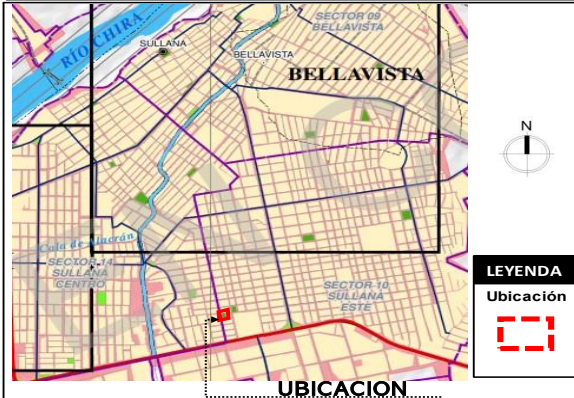 SECTOR 09
BELLAVISTA
RÍO CHIRA
SULLANA
BELLAVISTA
BELLAVISTA
N
Cola de Alacrán
SECTOR 14
SULLANA
CENTRO
SECTOR 10
SULLANA
ESTE
LEYENDA
Ubicación
UBICACION